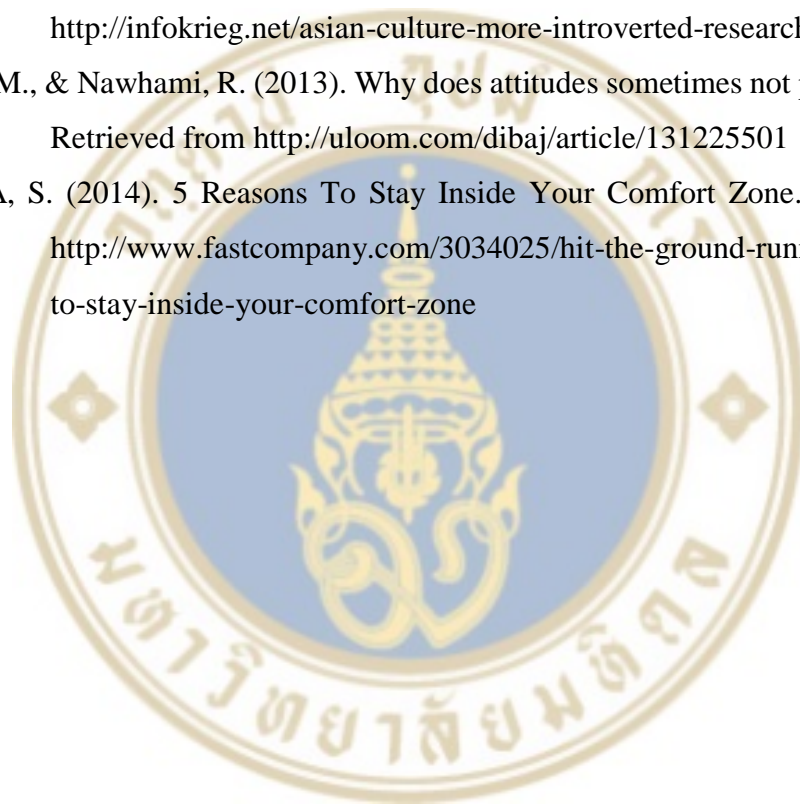 http://infokrieg.net/asian-culture-more-introverted-research
M., & Nawhami, R. (2013). Why does attitudes sometimes not
Retrieved from http://uloom.com/dibaj/article/131225501
, S. (2014). 5 Reasons To Stay Inside Your Comfort Zone.
http://www.fastcompany.com/3034025/hit-the-ground-run
to-stay-inside-your-comfort-zone
มหาวิทยาลัยมหิดล